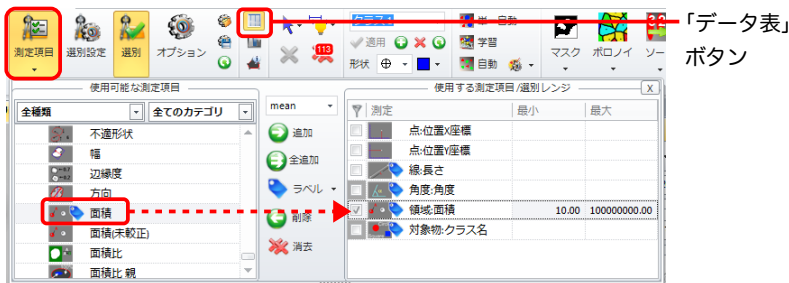 単 自動
「データ表」
ボタン
適用
学習
測定項目 選別設定 選別 オプション
形状
自動
マスク ボロノイ ソー
使用可能な測定項目
使用する測定項目/選別レンジ
X
全種類 全てのカテゴリ
mean
測定 最小 最大
不適形状
追加
点:位置X座標
幅
全追加
点:位置Y座標
辺縁度
ラベル
線:長さ
方向
角度:角度
面積
削除
領域:面積 10.00 100000000.00
面積(未較正)
消去
対象物:クラス名
面積比
面積比 親
113